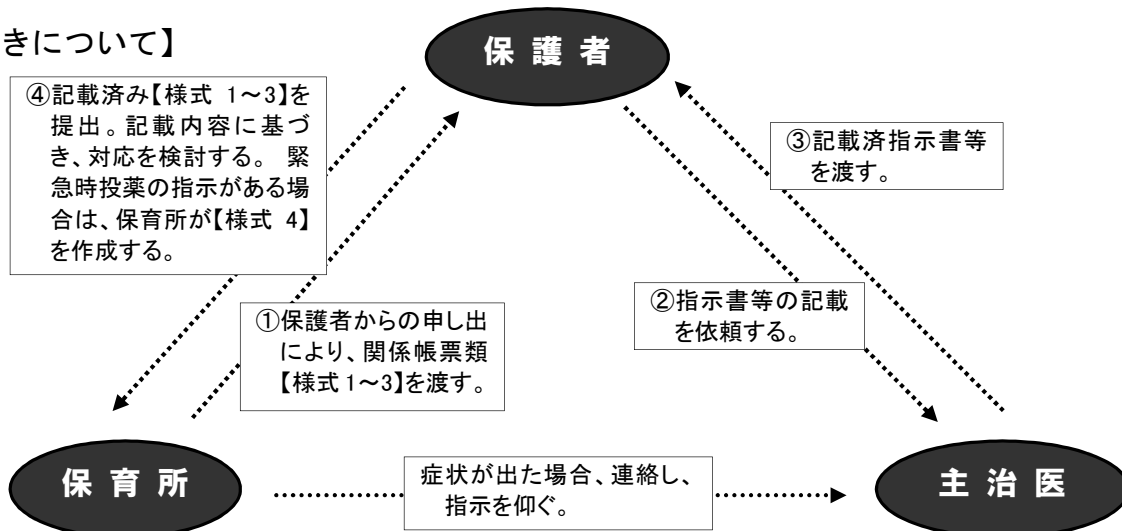 きについて】
保護者
④記載済み【様式 1～3】を
提出。記載内容に基づ
き、対応を検討する。 緊
急時投薬の指示がある場
合は、保育所が【様式 4】
を作成する。
③記載済指示書等
を渡す。
②指示書等の記載
を依頼する。
①保護者からの申し出
により、関係帳票類
【様式 1～3】を渡す。
保育所
症状が出た場合、連絡し、
指示を仰ぐ。
主治医